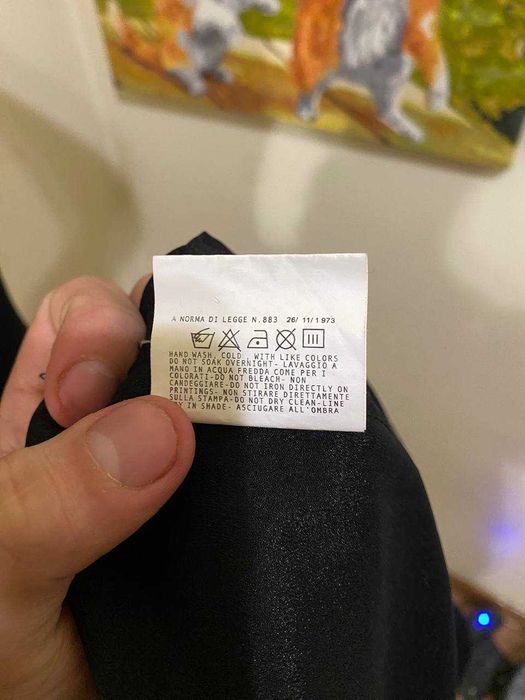 A NORMA DI LEGGE N.883 26/ 11/1973
HAND WASH, COLD , WITH LIKE COLORS
DO NOT SOAK OVERNIGHT- LAVAGGIO A
MANO IN ACQUA FREDDA COME PER I
COLORATI-DO NOT BLEACH- NON
CANDEGGIARE-DO NOT IRON DIRECTLY ON
PRINTINGS- NON STIRARE DIRETTAMENTE
SULLA STAMPA-DO NOT DRY CLEAN-LINE
IN SHADE- ASCIUGARE ALL'OMBRA